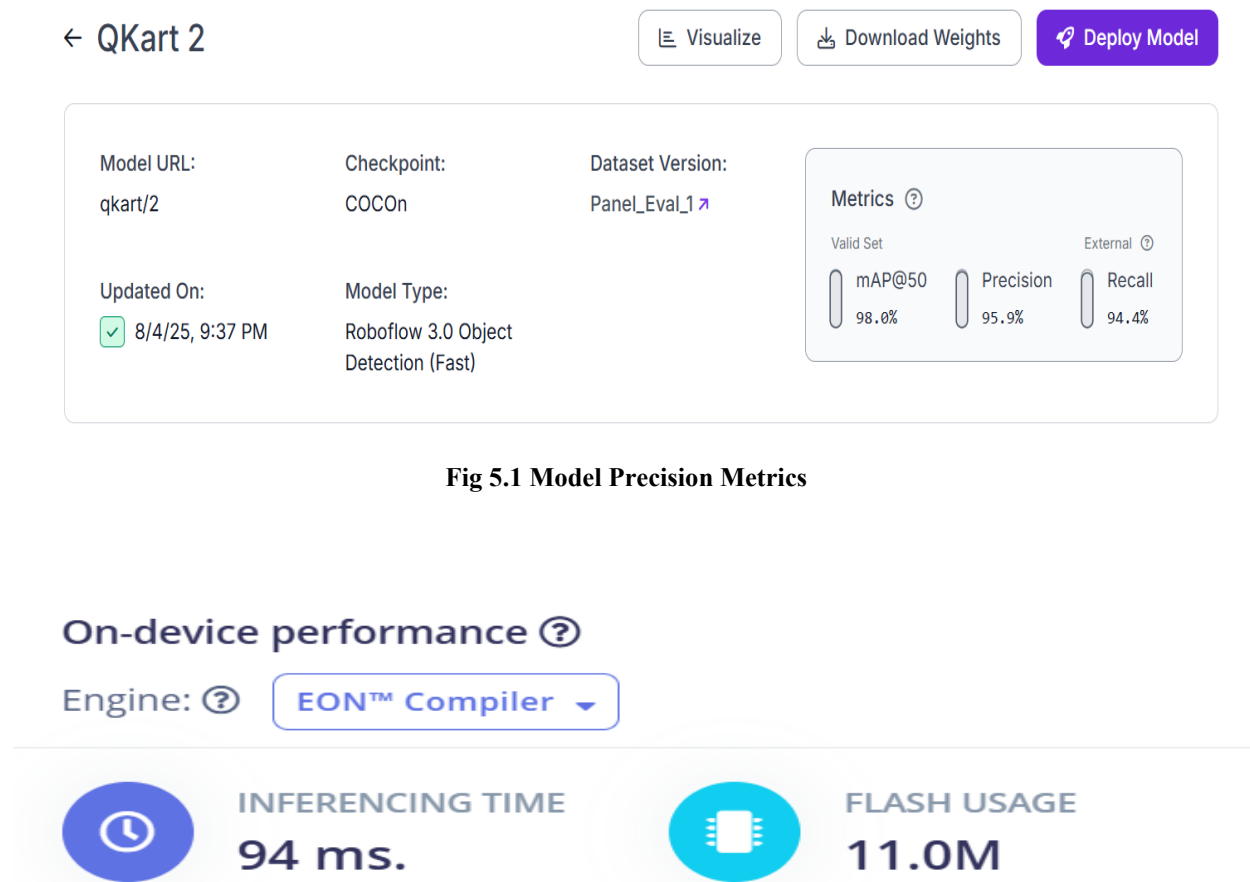 ← QKart 2
Visualize
Download Weights
Deploy Model
Model URL:
qkart/2
Checkpoint:
COCOn
Dataset Version:
Panel_Eval_1
Updated On:
8/4/25, 9:37 PM
Model Type:
Roboflow 3.0 Object
Detection (Fast)
Metrics ?
Valid Set
External ?
mAP@50
98.0%
Precision
95.9%
Recall
94.4%
Fig 5.1 Model Precision Metrics
On-device performance ?
Engine: ? EON™ Compiler
INFERENCING TIME
94 ms.
FLASH USAGE
11.0M